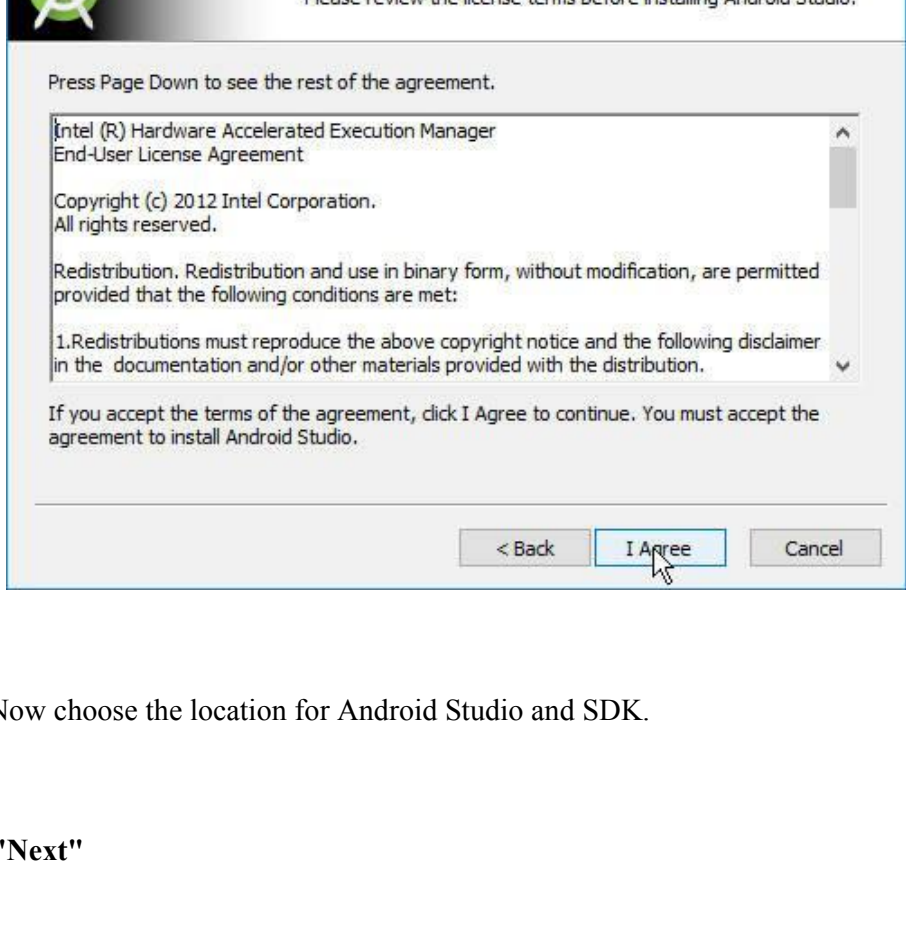 Please review the license terms before installing Android Studio.
Press Page Down to see the rest of the agreement.
Intel (R) Hardware Accelerated Execution Manager
End-User License Agreement
Copyright (c) 2012 Intel Corporation.
All rights reserved.
Redistribution. Redistribution and use in binary form, without modification, are permitted
provided that the following conditions are met:
1.Redistributions must reproduce the above copyright notice and the following disclaimer
in the documentation and/or other materials provided with the distribution.
If you accept the terms of the agreement, click I Agree to continue. You must accept the
agreement to install Android Studio.
< Back I Agree Cancel
Now choose the location for Android Studio and SDK.
"Next"